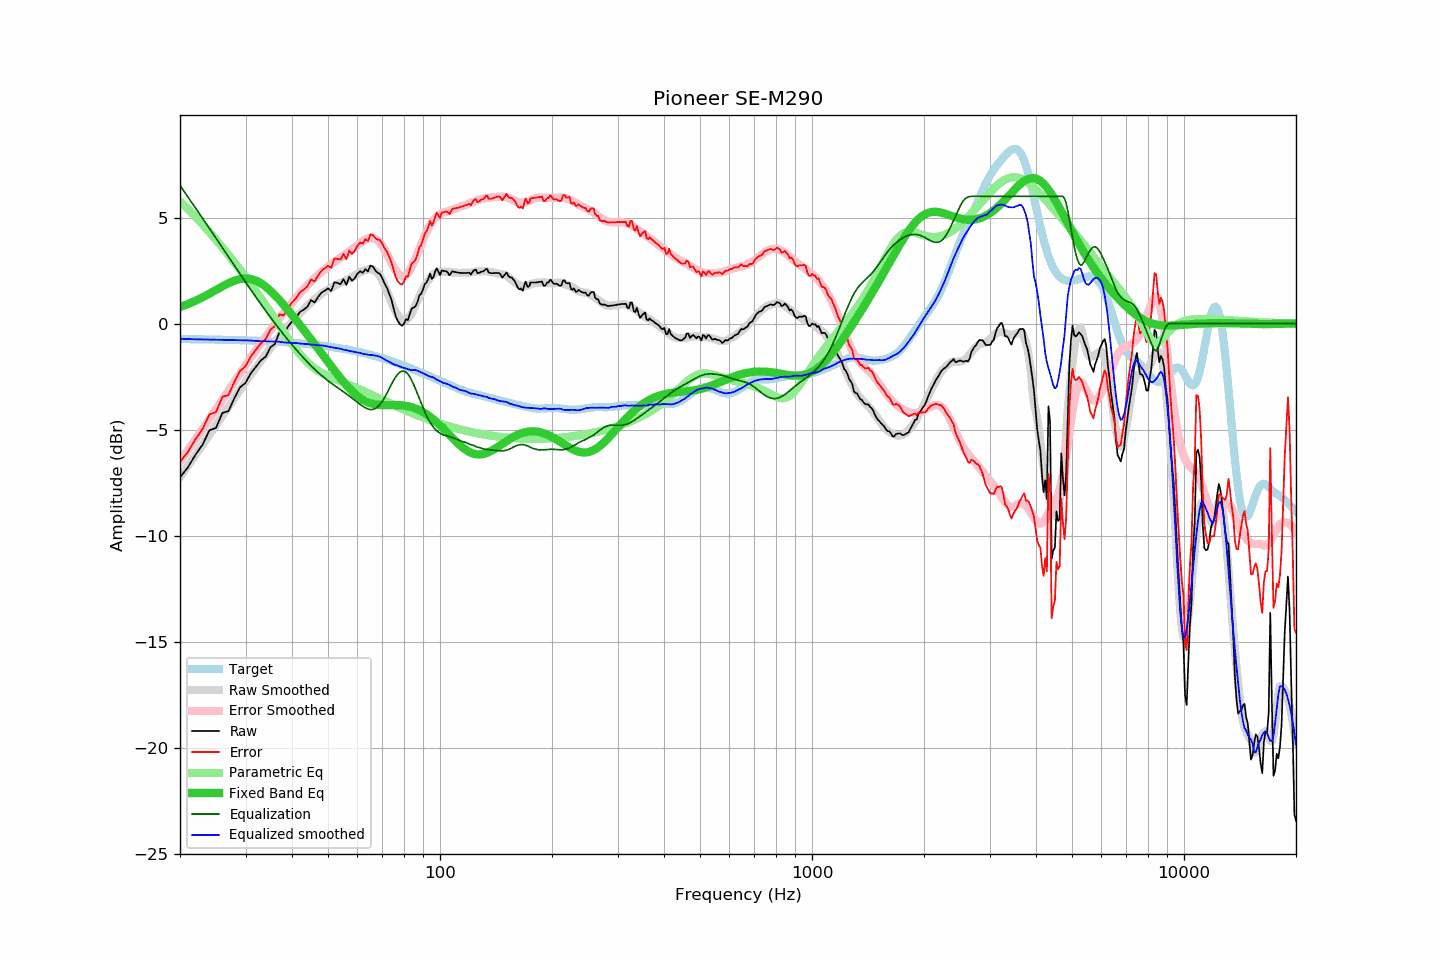 Pioneer SE-M290
Amplitude (dBr)
5
0
−5
−10
−15
−20
−25
Target
Raw Smoothed
Error Smoothed
Raw
Error
Parametric Eq
Fixed Band Eq
Equalization
Equalized smoothed
100
1000
10000
Frequency (Hz)